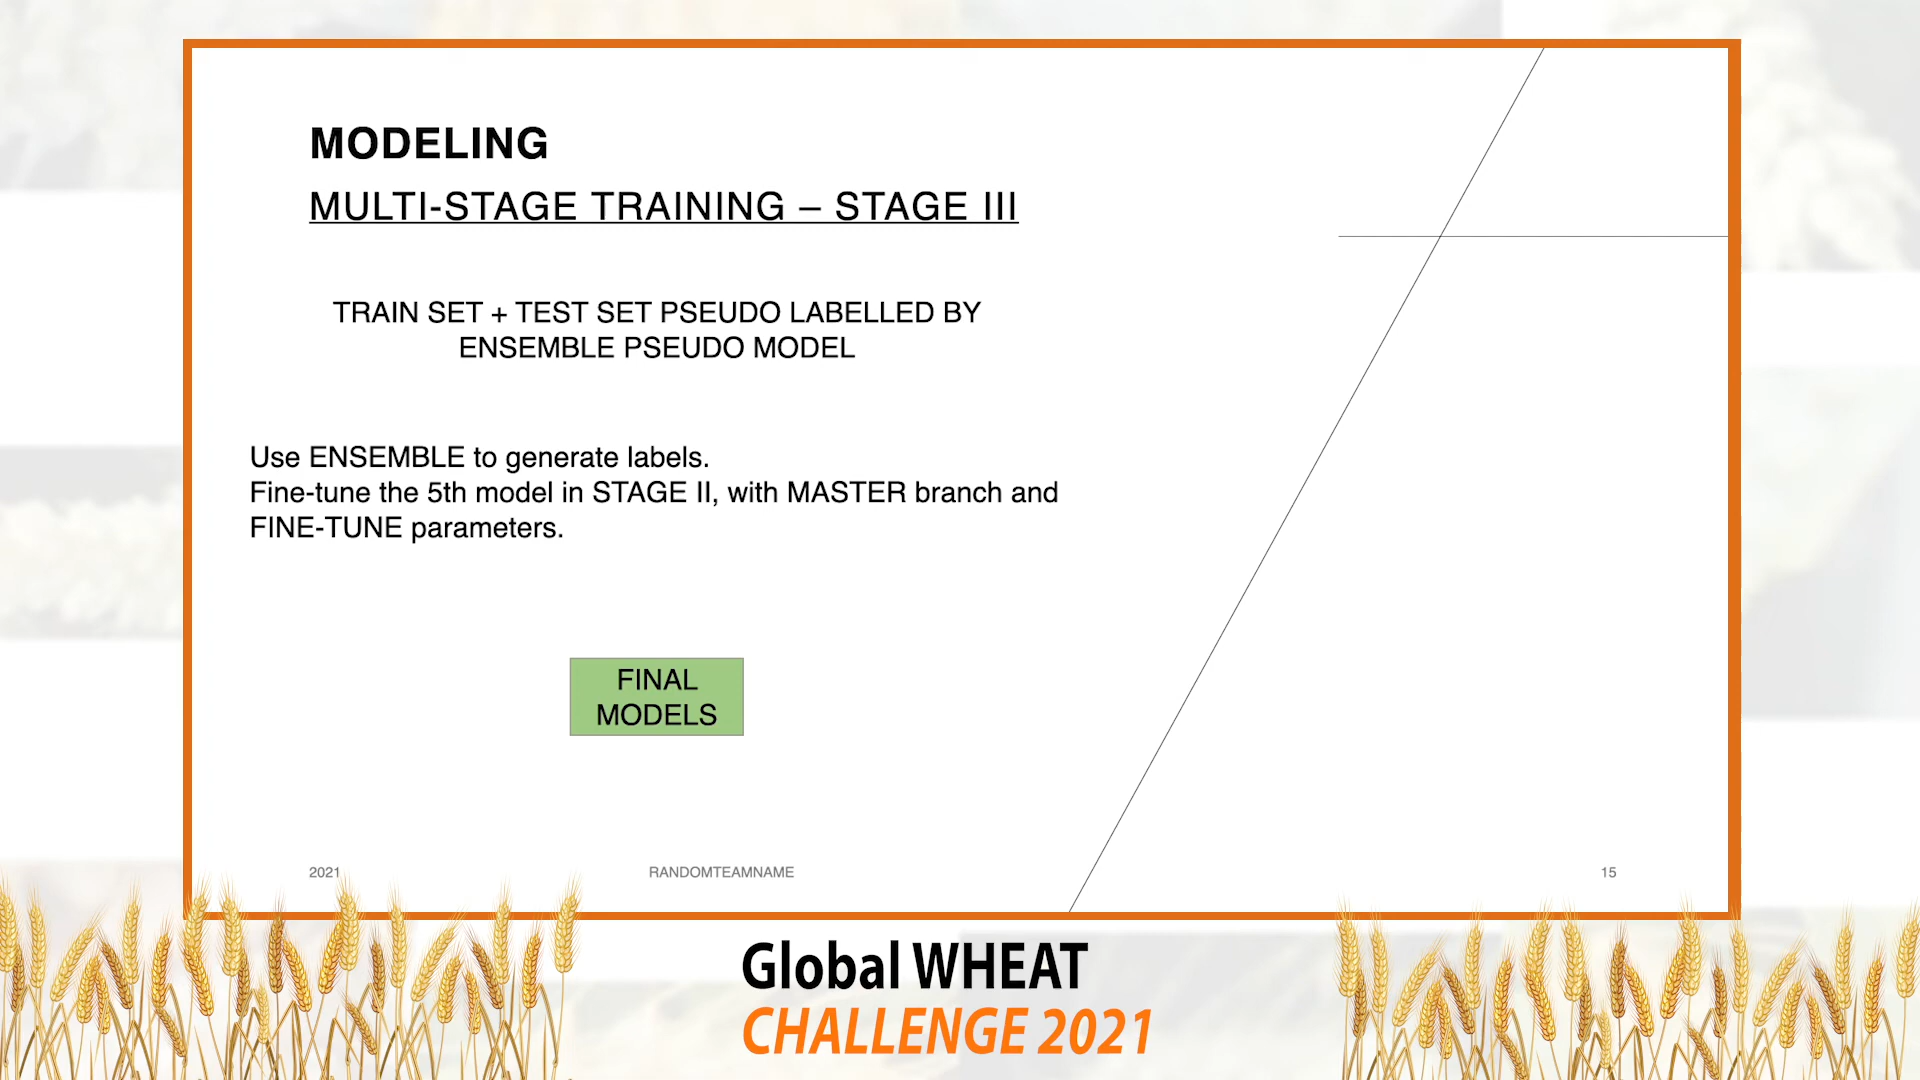 MODELING
MULTI-STAGE TRAINING – STAGE III
TRAIN SET + TEST SET PSEUDO LABELLED BY
ENSEMBLE PSEUDO MODEL
Use ENSEMBLE to generate labels.
Fine-tune the 5th model in STAGE II, with MASTER branch and
FINE-TUNE parameters.
FINAL
MODELS
2021
RANDOMTEAMNAME
15
Global WHEAT
CHALLENGE 2021